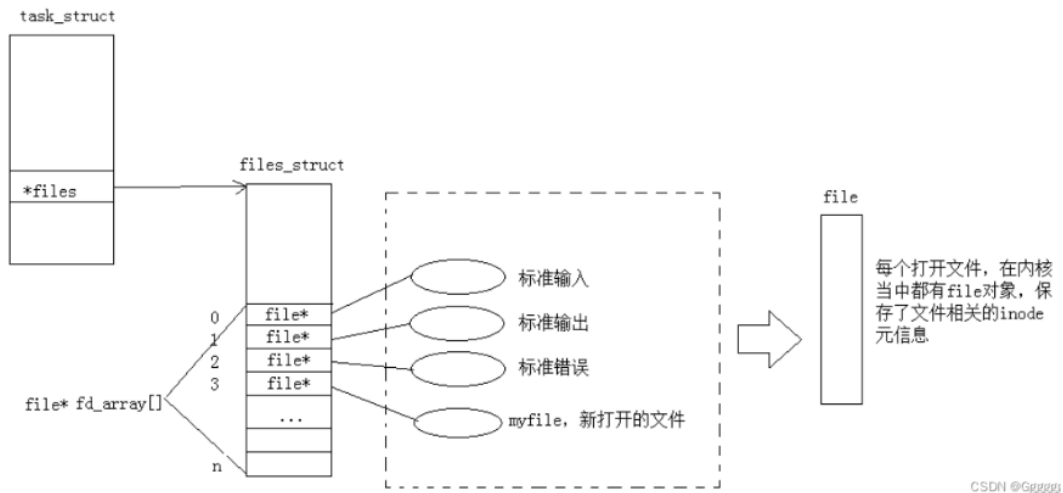 task_struct
*files
files_struct
file* fd_array[]
0
1
2
3
n
file*
file*
file*
file*
...
标准输入
标准输出
标准错误
myfile，新打开的文件
file
每个打开文件，在内核
当中都有file对象，保
存了文件相关的inode
元信息
CSDN @Gggggg